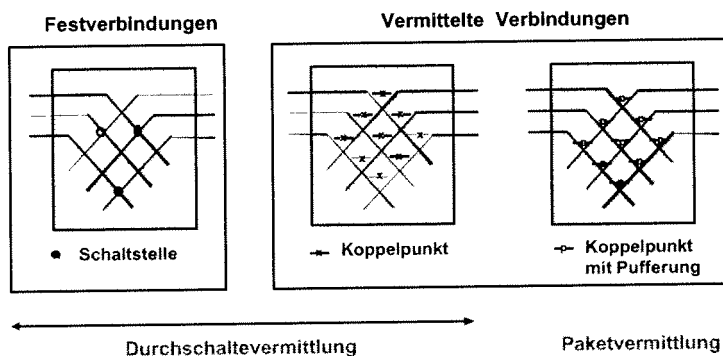 Festverbindungen
Vermittelte Verbindungen
Schaltstelle
Koppelpunkt
Koppelpunkt
mit Pufferung
Durchschaltevermittlung
Paketvermittlung